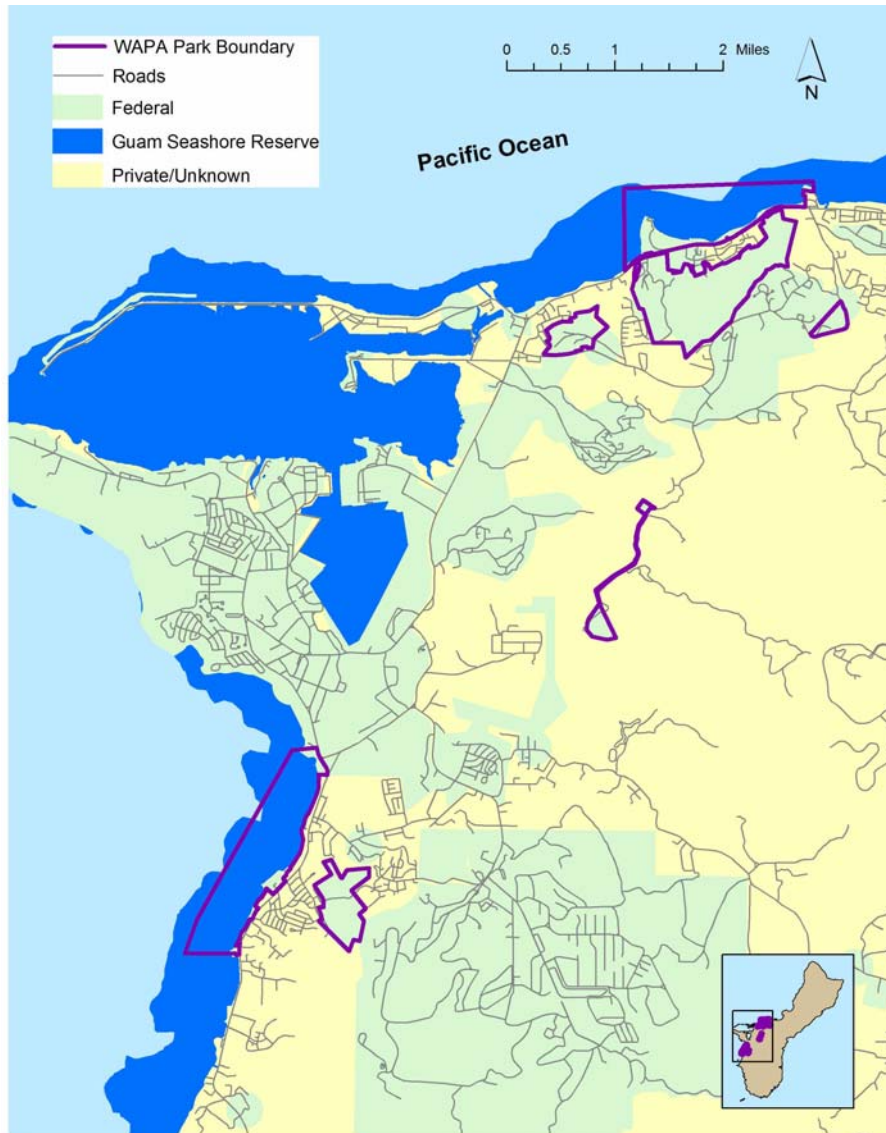 WAPA Park Boundary
Roads
Federal
Guam Seashore Reserve
Private/Unknown
0 0.5 1 2 Miles
N
Pacific Ocean